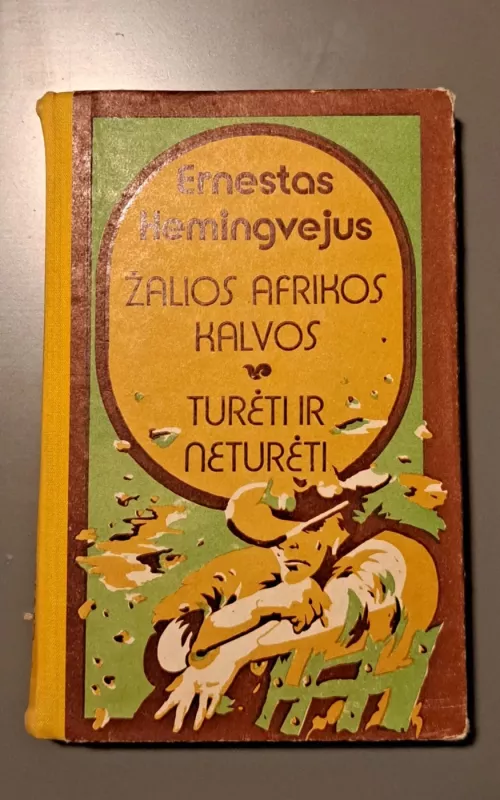 Ernestas
Hemingvejus
ŽALIOS AFRIKOS
KALVOS
TURĖTI IR
NETURĖTI